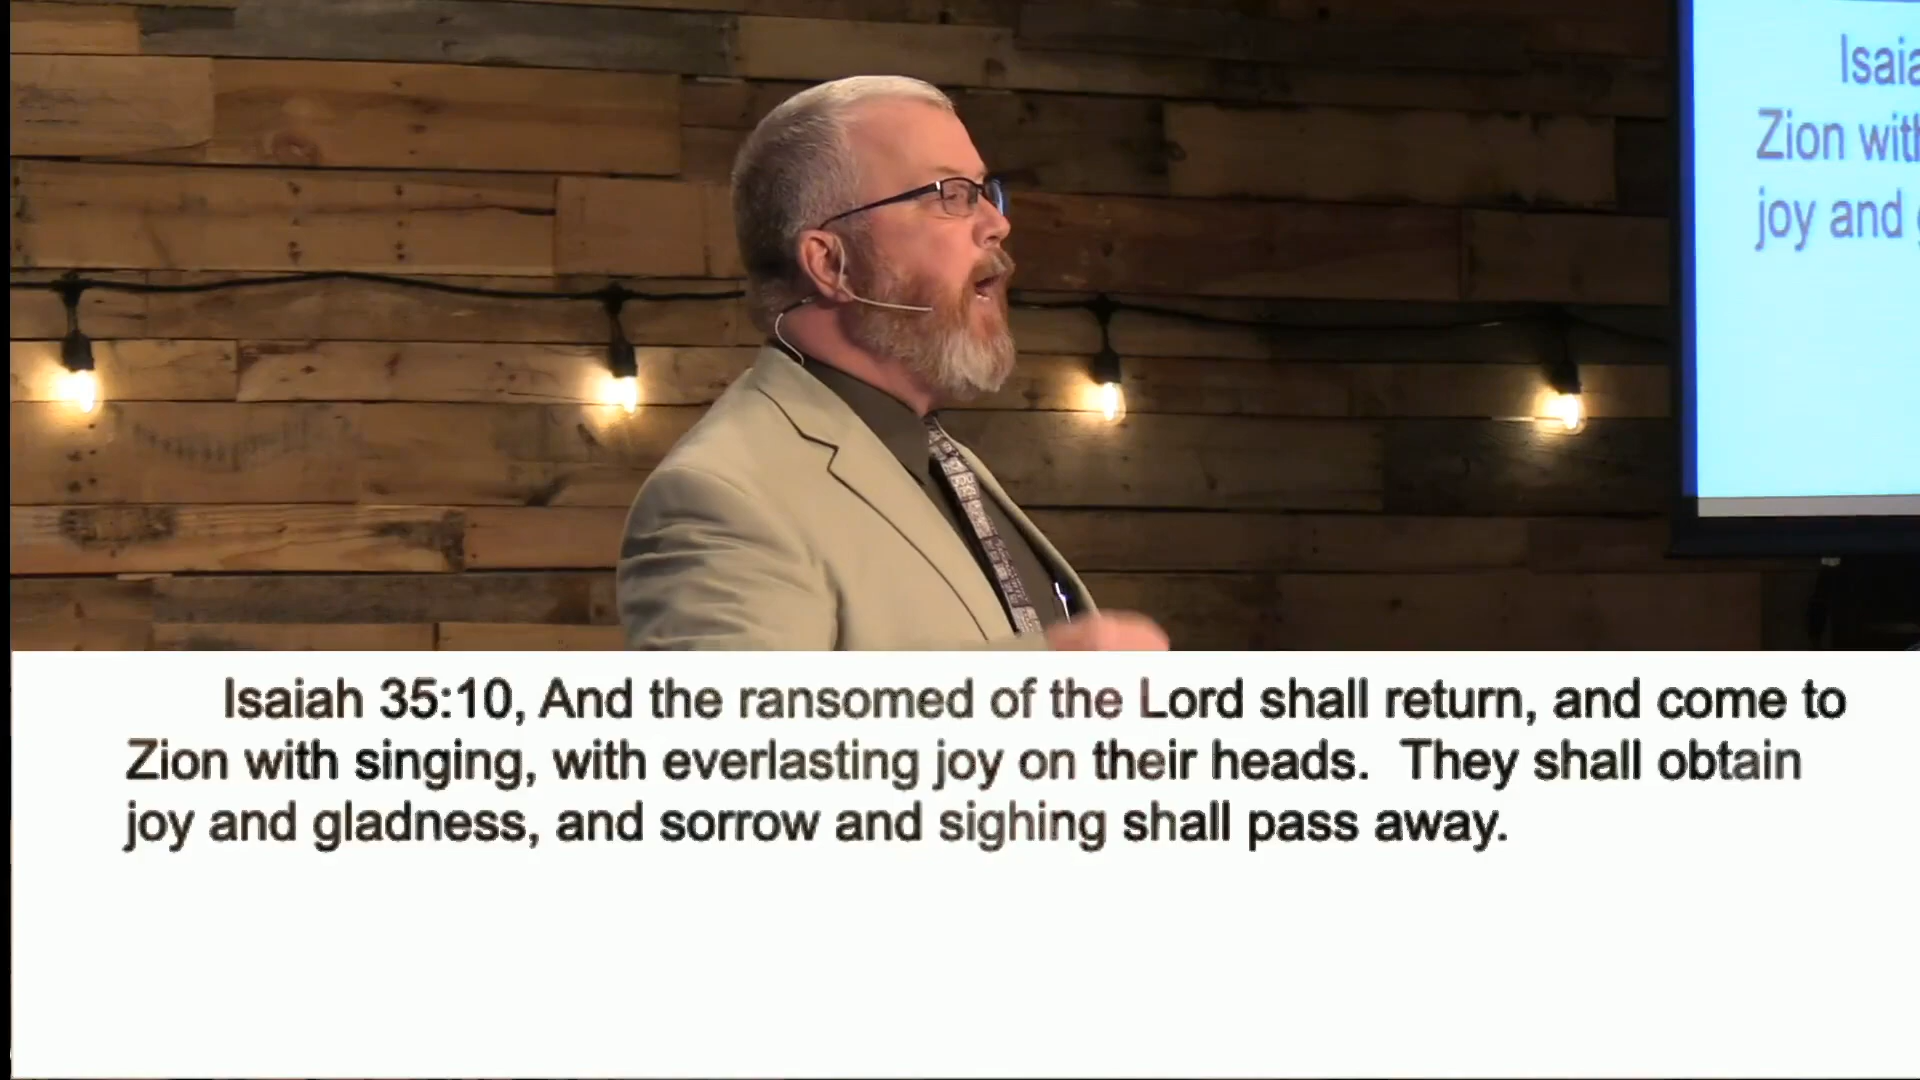 Isaia
Zion with
joy and
Isaiah 35:10, And the ransomed of the Lord shall return, and come to
Zion with singing, with everlasting joy on their heads.  They shall obtain
joy and gladness, and sorrow and sighing shall pass away.